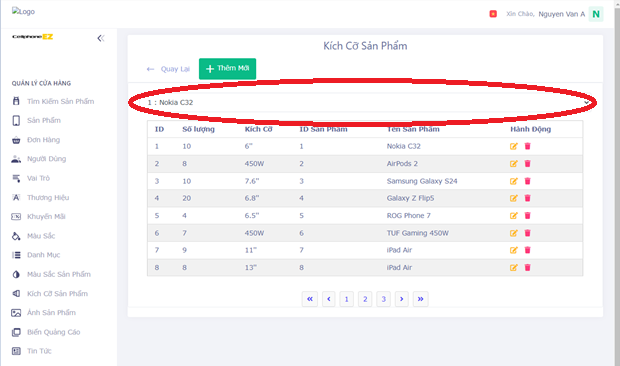 Logo
Xin Chào, Nguyen Van A N
Cellphone EZ
Kích Cỡ Sản Phẩm
Quay Lại
Thêm Mới
QUẢN LÝ CỬA HÀNG
Tìm Kiếm Sản Phẩm
Sản Phẩm
Đơn Hàng
Người Dùng
Vai Trò
Thương Hiệu
Khuyến Mãi
Màu Sắc
Danh Mục
Màu Sắc Sản Phẩm
Kích Cỡ Sản Phẩm
Ảnh Sản Phẩm
Biển Quảng Cáo
Tin Tức
1 : Nokia C32
ID Số lượng Kích Cỡ ID Sản Phẩm Tên Sản Phẩm Hành Động
1 10 6" 1 Nokia C32
2 8 450W 2 AirPods 2
3 10 7.6" 3 Samsung Galaxy S24
4 20 6.8" 4 Galaxy Z Flip5
5 4 6.5" 5 ROG Phone 7
6 7 450W 6 TUF Gaming 450W
7 9 11" 7 iPad Air
8 8 13" 8 iPad Air
« ‹ 1 2 3 › »